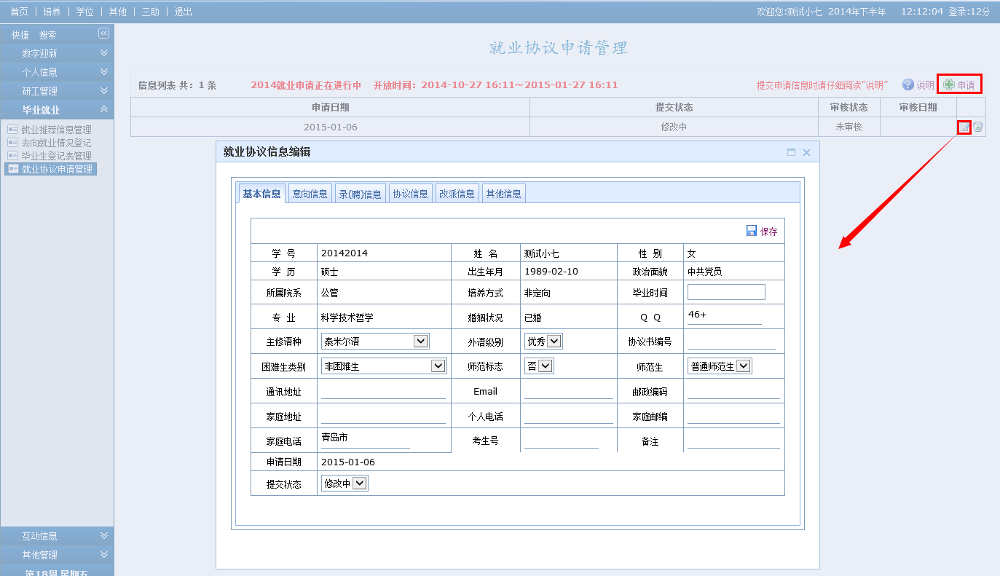 首页 | 培养 | 学位 | 其他 | 三助 | 退出 欢迎您:测试小七 2014年下半年 12:12:04 登录:12分
快捷 搜索
数字迎新
个人信息
研工管理
毕业就业
就业推荐信息管理
去向就业情况登记
毕业生登记表管理
就业协议申请管理
互动信息
其他管理
第18周 星期五
就业协议申请管理
信息列表 共：1 条 2014就业申请正在进行中 开放时间：2014-10-27 16:11～2015-01-27 16:11 提交申请信息时请仔细阅读“说明” 说明 申请
申请日期 提交状态 审核状态 审核日期
2015-01-06 修改中 未审核
就业协议信息编辑
基本信息 意向信息 录(聘)信息 协议信息 改派信息 其他信息
保存
学 号 20142014 姓 名 测试小七 性 别 女
学 历 硕士 出生年月 1989-02-10 政治面貌 中共党员
所属院系 公管 培养方式 非定向 毕业时间
专 业 科学技术哲学 婚姻状况 已婚 Q Q 46+
主修语种 泰米尔语 外语级别 优秀 协议书编号
困难生类别 非困难生 师范标志 否 师范生 普通师范生
通讯地址 Email 邮政编码
家庭地址 个人电话 家庭邮编
家庭电话 青岛市 考生号 备注
申请日期 2015-01-06
提交状态 修改中